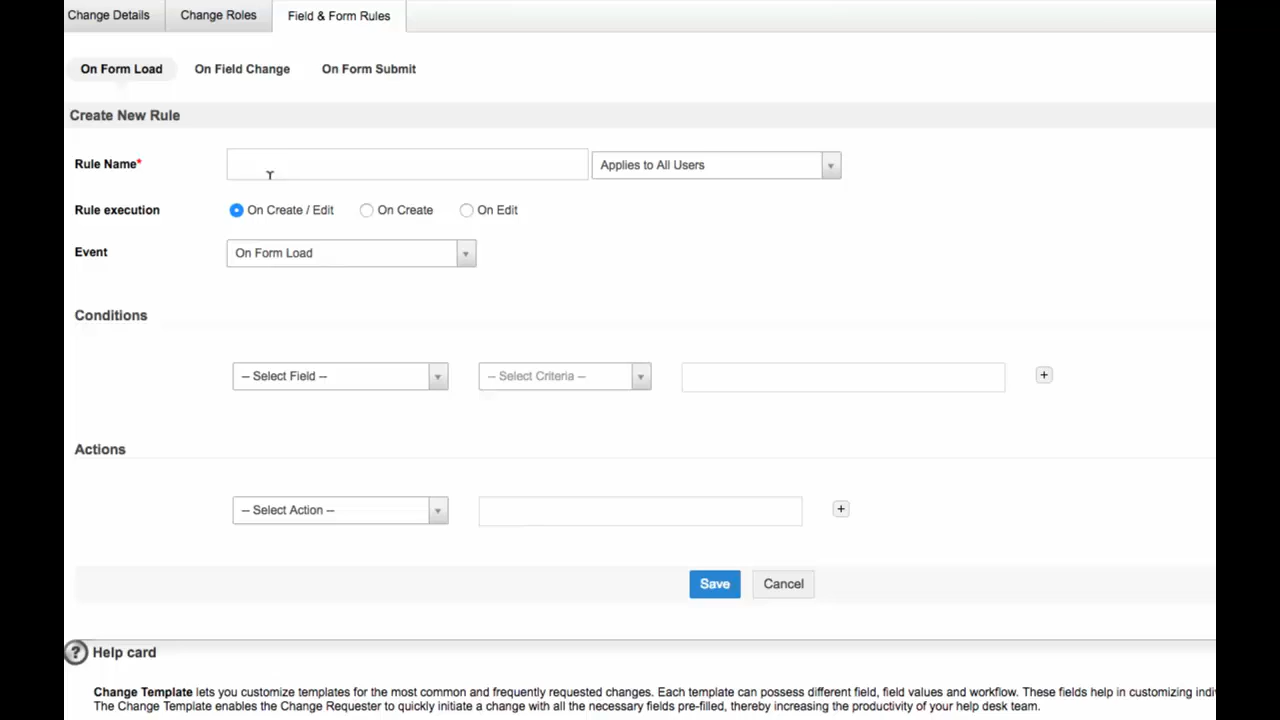 Change Details
Change Roles
Field & Form Rules
On Form Load
On Field Change
On Form Submit
Create New Rule
Rule Name*
Applies to All Users
Rule execution
On Create / Edit
On Create
On Edit
Event
On Form Load
Conditions
-- Select Field --
-- Select Criteria --
+
Actions
-- Select Action --
+
Save
Cancel
? Help card
Change Template lets you customize templates for the most common and frequently requested changes. Each template can possess different field, field values and workflow. These fields help in customizing indiv
The Change Template enables the Change Requester to quickly initiate a change with all the necessary fields pre-filled, thereby increasing the productivity of your help desk team.